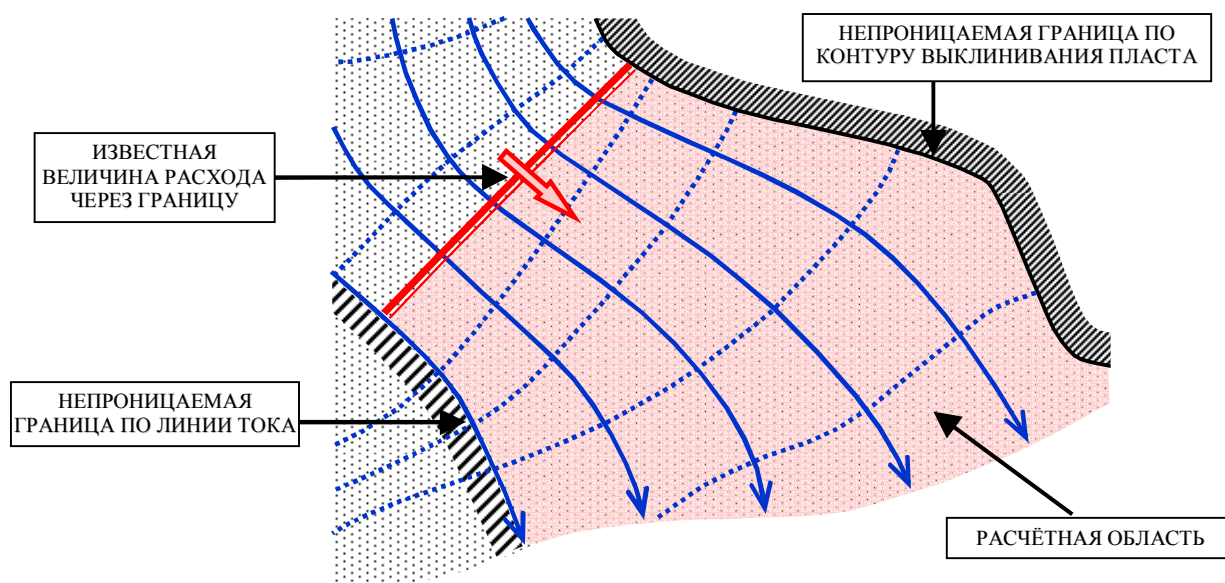 НЕПРОНИЦАЕМАЯ ГРАНИЦА ПО
КОНТУРУ ВЫКЛИНИВАНИЯ ПЛАСТА
ИЗВЕСТНАЯ
ВЕЛИЧИНА РАСХОДА
ЧЕРЕЗ ГРАНИЦУ
НЕПРОНИЦАЕМАЯ
ГРАНИЦА ПО ЛИНИИ ТОКА
РАСЧЁТНАЯ ОБЛАСТЬ